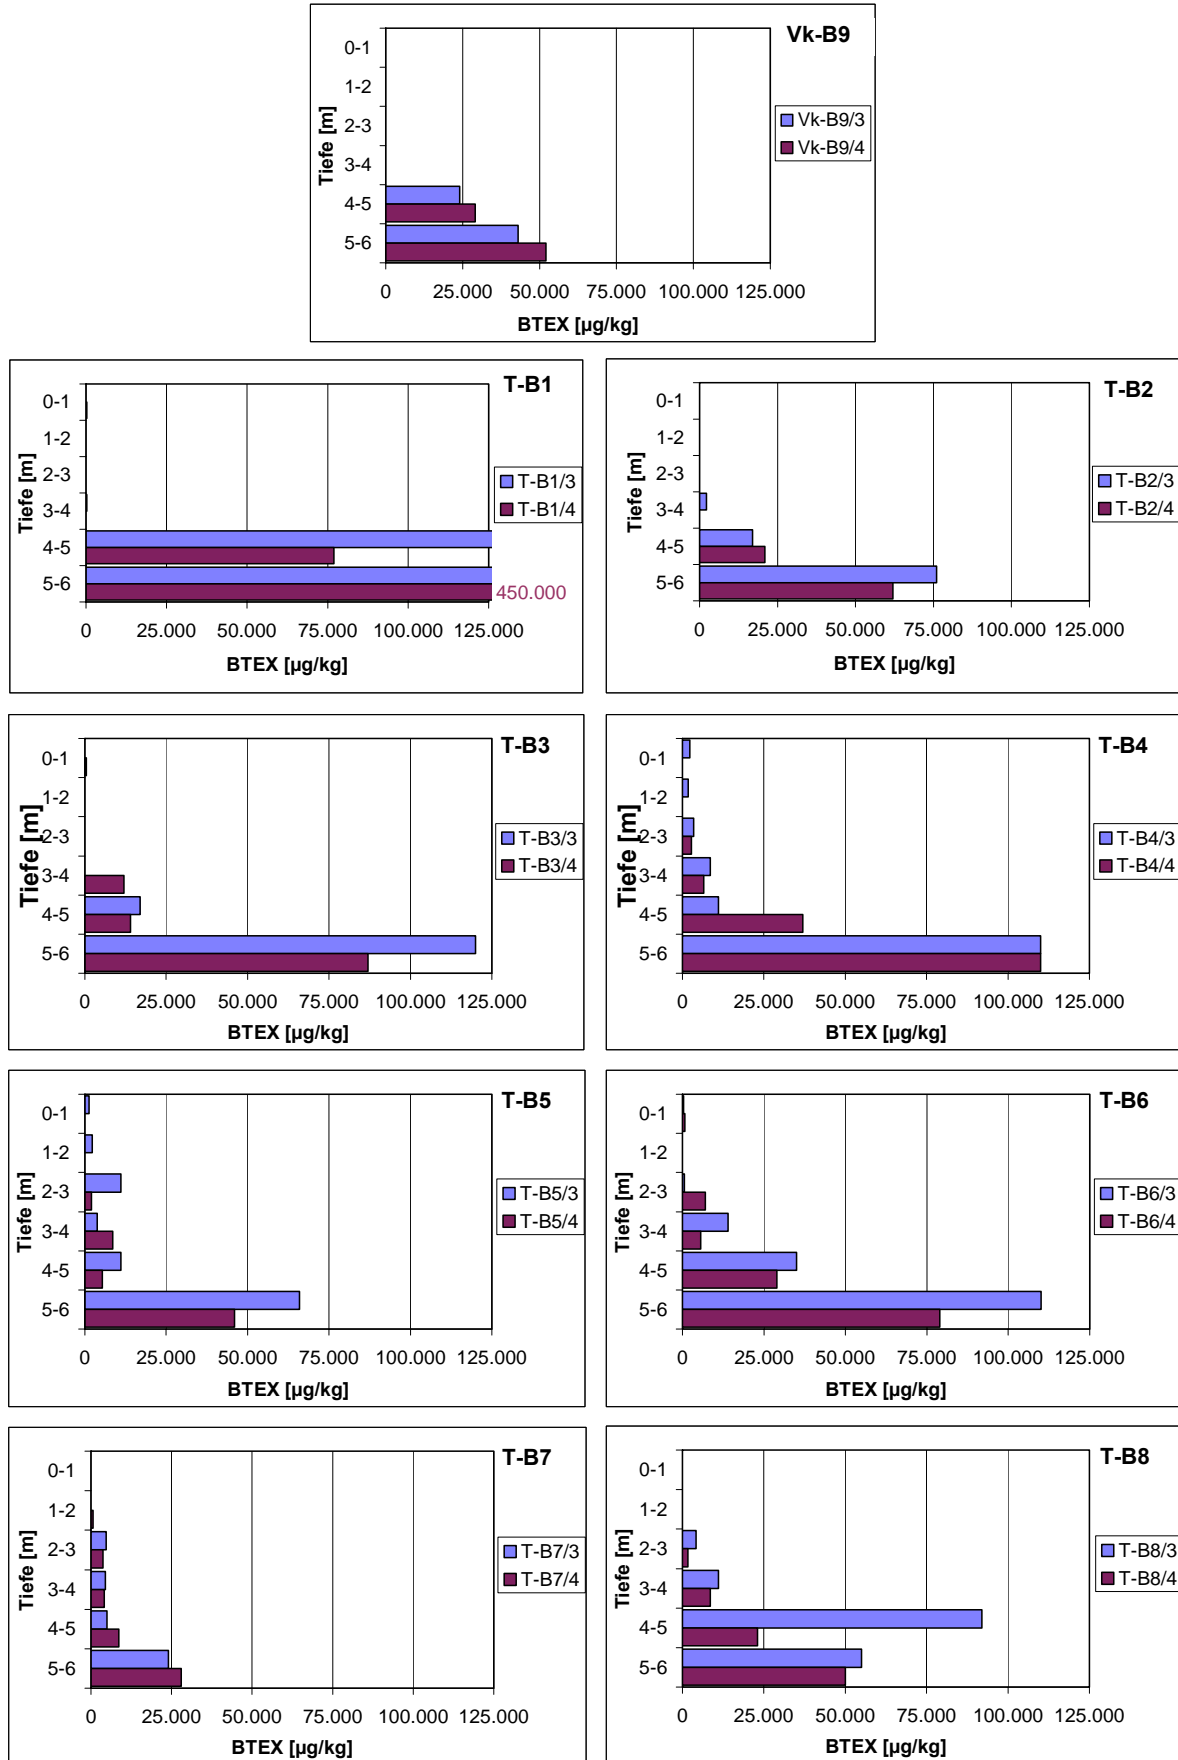 Vk-B9
0-1
1-2
2-3
3-4
4-5
5-6
Tiefe [m]
0 25.000 50.000 75.000 100.000 125.000
BTEX [µg/kg]
Vk-B9/3
Vk-B9/4
T-B1
0-1
1-2
2-3
3-4
4-5
5-6
Tiefe [m]
450.000
0 25.000 50.000 75.000 100.000 125.000
BTEX [µg/kg]
T-B1/3
T-B1/4
T-B2
0-1
1-2
2-3
3-4
4-5
5-6
Tiefe [m]
0 25.000 50.000 75.000 100.000 125.000
BTEX [µg/kg]
T-B2/3
T-B2/4
T-B3
0-1
1-2
2-3
3-4
4-5
5-6
Tiefe [m]
0 25.000 50.000 75.000 100.000 125.000
BTEX [µg/kg]
T-B3/3
T-B3/4
T-B4
0-1
1-2
2-3
3-4
4-5
5-6
Tiefe [m]
0 25.000 50.000 75.000 100.000 125.000
BTEX [µg/kg]
T-B4/3
T-B4/4
T-B5
0-1
1-2
2-3
3-4
4-5
5-6
Tiefe [m]
0 25.000 50.000 75.000 100.000 125.000
BTEX [µg/kg]
T-B5/3
T-B5/4
T-B6
0-1
1-2
2-3
3-4
4-5
5-6
Tiefe [m]
0 25.000 50.000 75.000 100.000 125.000
BTEX [µg/kg]
T-B6/3
T-B6/4
T-B7
0-1
1-2
2-3
3-4
4-5
5-6
Tiefe [m]
0 25.000 50.000 75.000 100.000 125.000
BTEX [µg/kg]
T-B7/3
T-B7/4
T-B8
0-1
1-2
2-3
3-4
4-5
5-6
Tiefe [m]
0 25.000 50.000 75.000 100.000 125.000
BTEX [µg/kg]
T-B8/3
T-B8/4